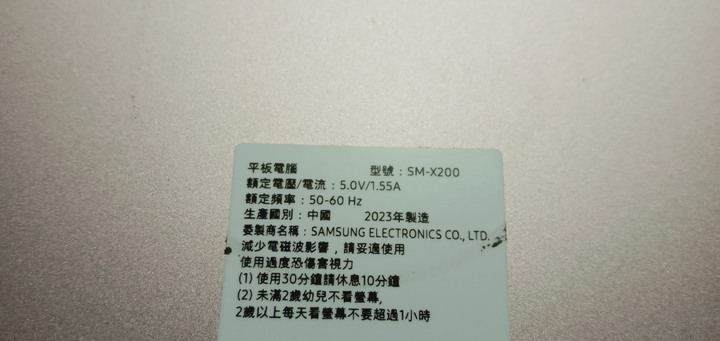 平板電腦 型號：SM-X200
額定電壓/電流：5.0V/1.55A
額定頻率：50-60 Hz
生產國別：中國 2023年製造
委製商名稱：SAMSUNG ELECTRONICS CO., LTD.
減少電磁波影響，請妥適使用
使用過度恐傷害視力
(1) 使用30分鐘請休息10分鐘
(2) 未滿2歲幼兒不看螢幕,
2歲以上每天看螢幕不要超過1小時